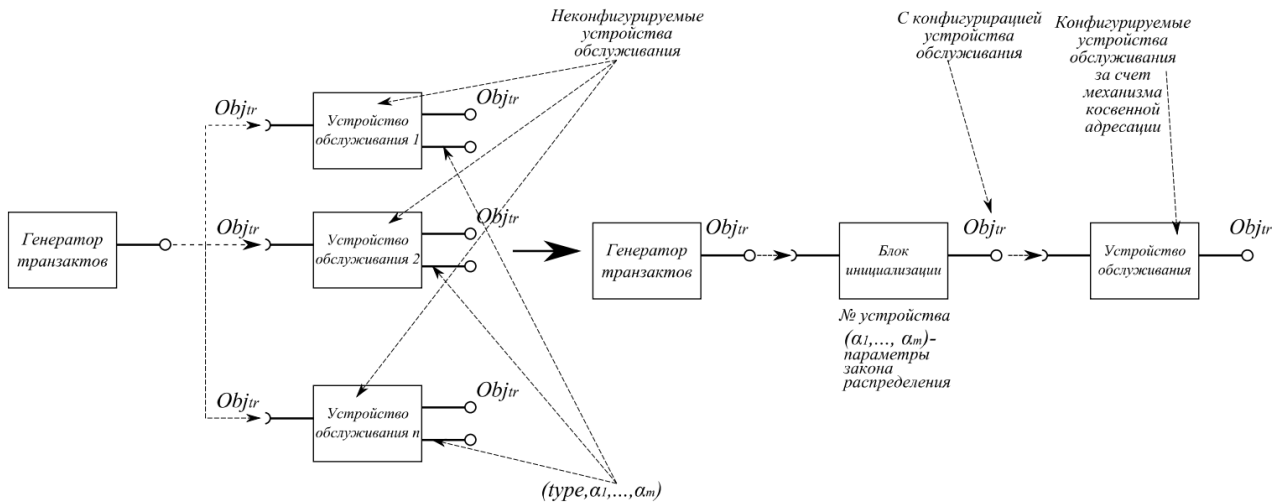 Неконфигурируемые
устройства
обслуживания
С конфигурирацией
устройства
обслуживания
Конфигурируемые
устройства
обслуживания
за счет
механизма
косвенной
адресации
Objtr
Устройство
обслуживания 1
Objtr
Генератор
транзактов
Objtr
Устройство
обслуживания 2
Objtr
Генератор
транзактов
Objtr
Блок
инициализации
Objtr
Устройство
обслуживания
Objtr
№ устройства
(α1,..., αm)-
параметры
закона
распределения
Objtr
Устройство
обслуживания n
Objtr
(type,α1,...,αm)